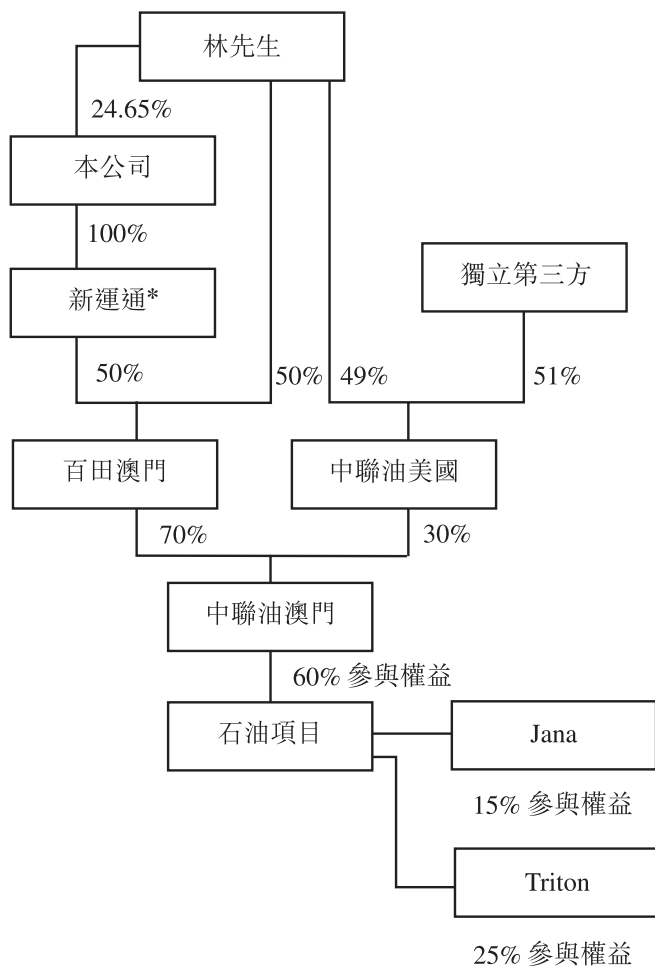 林先生
24.65%
本公司
100%
新運通*
獨立第三方
50%
50%
49%
51%
百田澳門
中聯油美國
70%
30%
中聯油澳門
60% 參與權益
石油項目
Jana
15% 參與權益
Triton
25% 參與權益